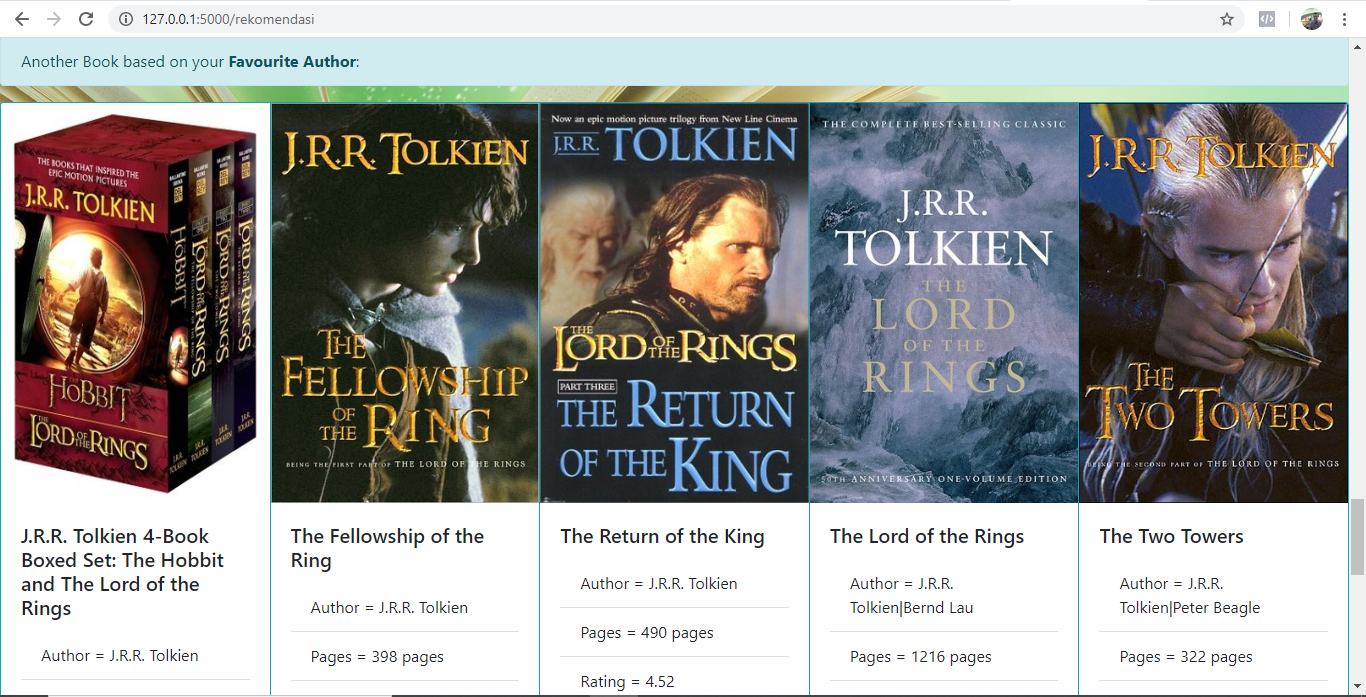 127.0.0.1:5000/rekomendasi
Another Book based on your Favourite Author:
THE BOOKS THAT INSPIRED THE
EPIC MOTION PICTURES
J.R.R. TOLKIEN
THE HOBBIT
THE LORD OF THE RINGS
HOBBIT
LORD OF THE RINGS
LORD OF THE RINGS
LORD OF THE RINGS
J.R.R. TOLKIEN
J.R.R. TOLKIEN
J.R.R. TOLKIEN
J.R.R. TOLKIEN
J.R.R. Tolkien 4-Book
Boxed Set: The Hobbit
and The Lord of the
Rings
Author = J.R.R. Tolkien
J.R.R. TOLKIEN
THE
FELLOWSHIP
OF
THE RING
BEING THE FIRST PART OF THE LORD OF THE RINGS
The Fellowship of the
Ring
Author = J.R.R. Tolkien
Pages = 398 pages
Now an epic motion picture trilogy from New Line Cinema
J.R.R. TOLKIEN
THE LORD OF THE RINGS
PART THREE
THE RETURN
OF THE KING
The Return of the King
Author = J.R.R. Tolkien
Pages = 490 pages
Rating = 4.52
THE COMPLETE BEST-SELLING CLASSIC
J.R.R.
TOLKIEN
THE
LORD
OF THE
RINGS
50TH ANNIVERSARY ONE-VOLUME EDITION
The Lord of the Rings
Author = J.R.R.
Tolkien|Bernd Lau
Pages = 1216 pages
J.R.R. TOLKIEN
THE
TWO TOWERS
BEING THE SECOND PART OF THE LORD OF THE RINGS
The Two Towers
Author = J.R.R.
Tolkien|Peter Beagle
Pages = 322 pages